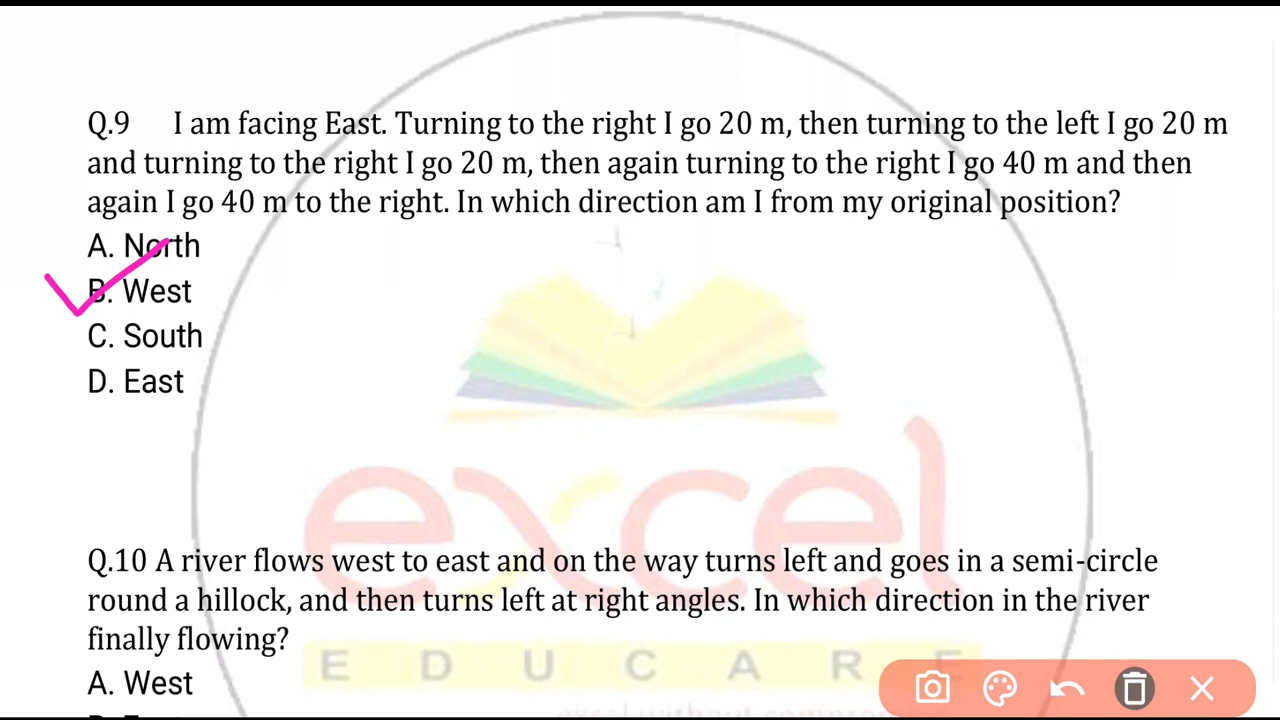 Q.9 I am facing East. Turning to the right I go 20 m, then turning to the left I go 20 m
and turning to the right I go 20 m, then again turning to the right I go 40 m and then
again I go 40 m to the right. In which direction am I from my original position?
A. North
B. West
C. South
D. East
excel
Q.10 A river flows west to east and on the way turns left and goes in a semi-circle
round a hillock, and then turns left at right angles. In which direction in the river
finally flowing?
EDUCARE
A. West
excel without compromise